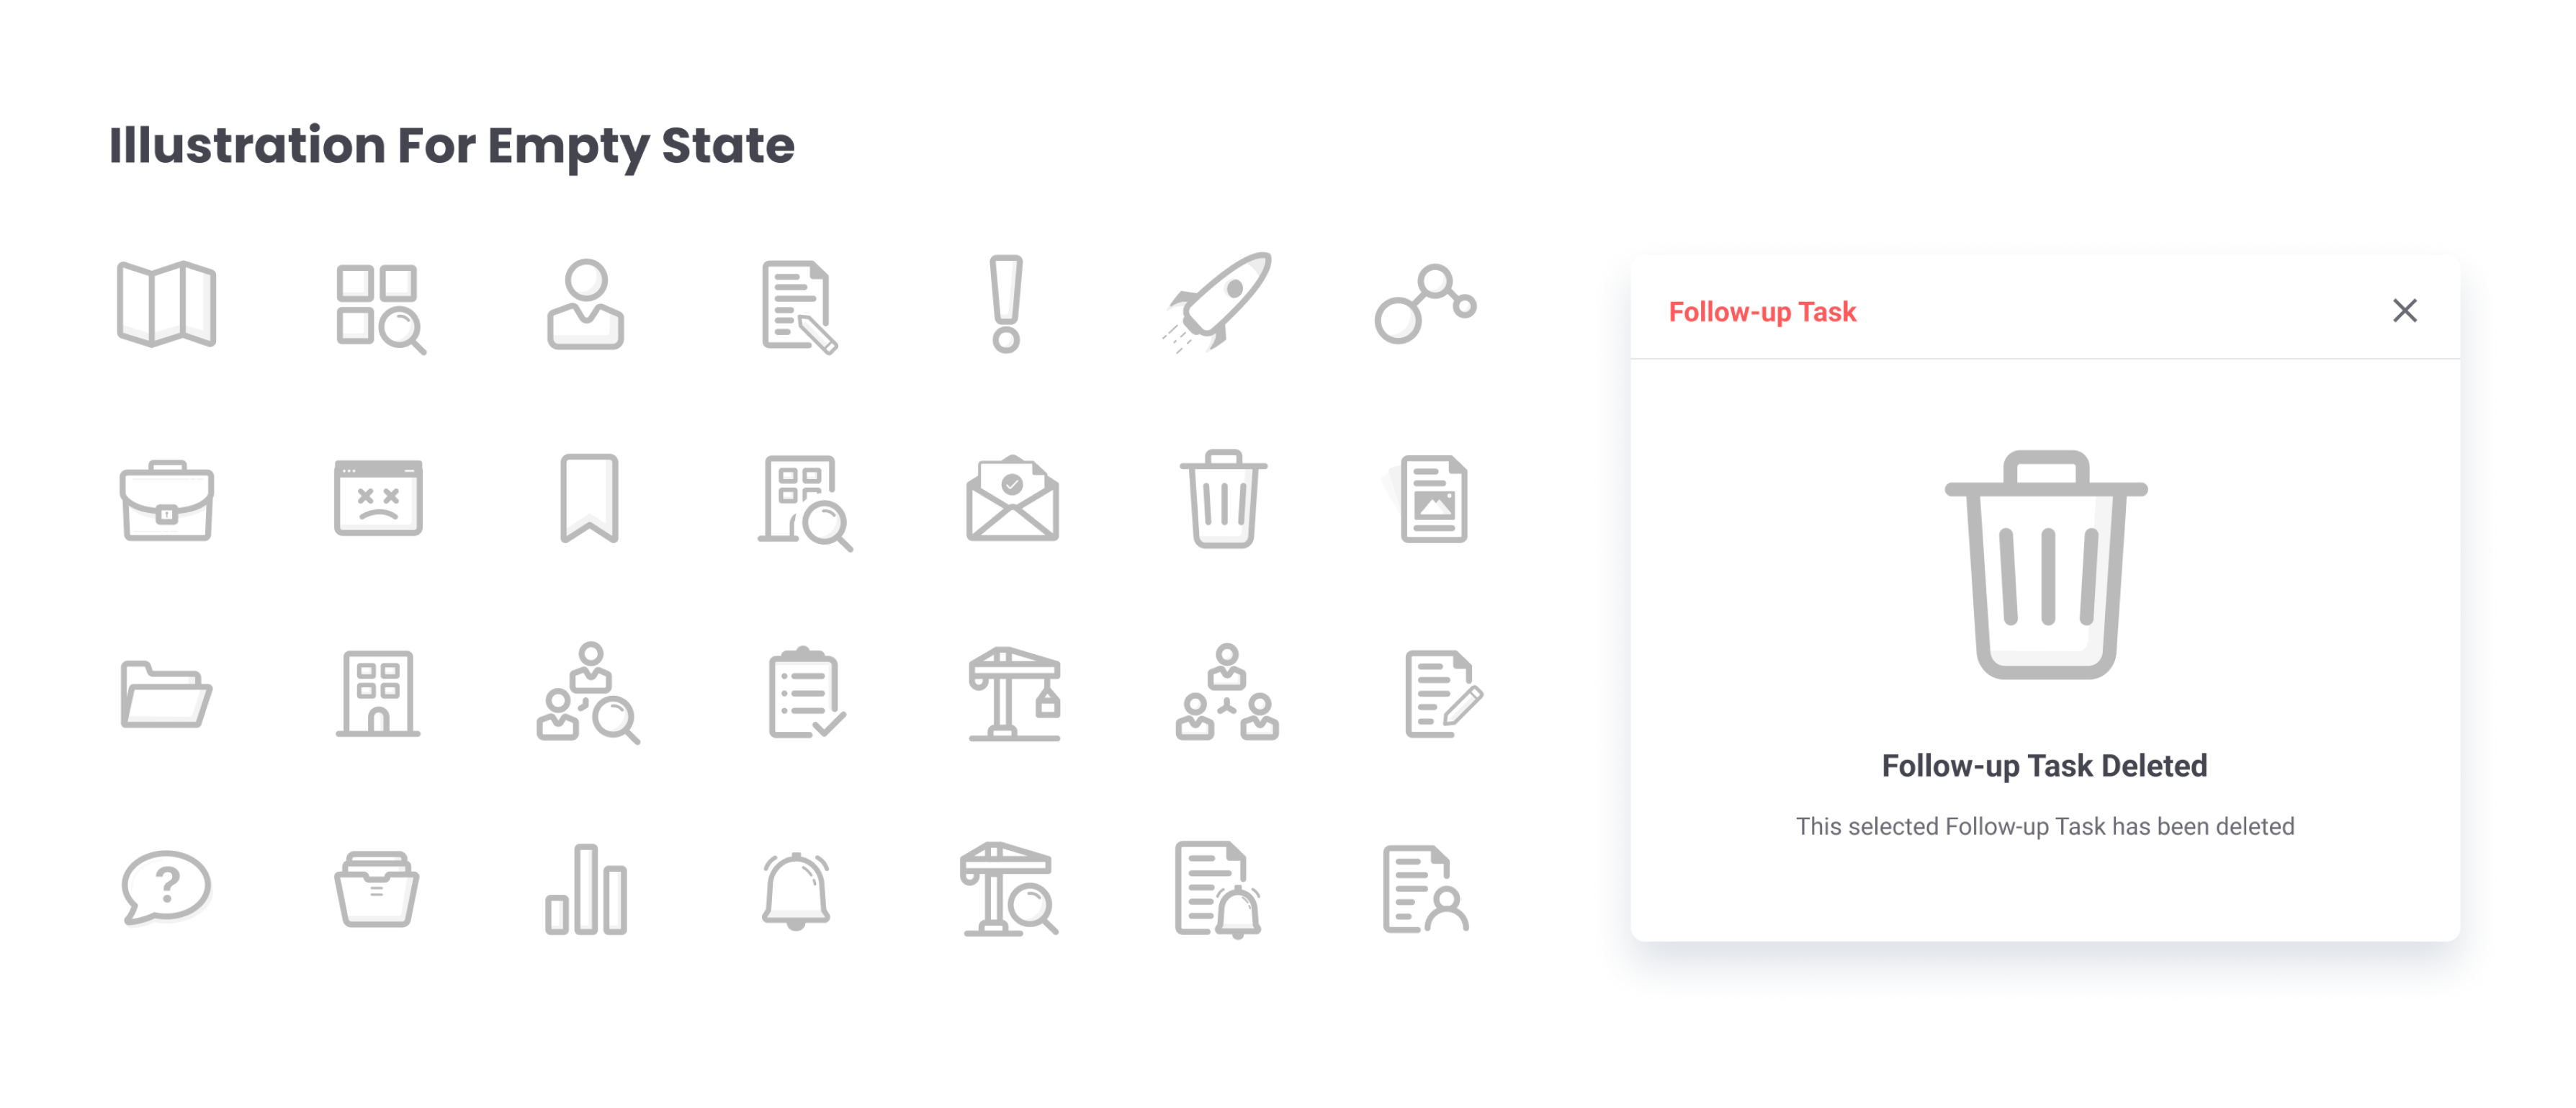 Illustration For Empty State
Follow-up Task
?
Follow-up Task Deleted
This selected Follow-up Task has been deleted